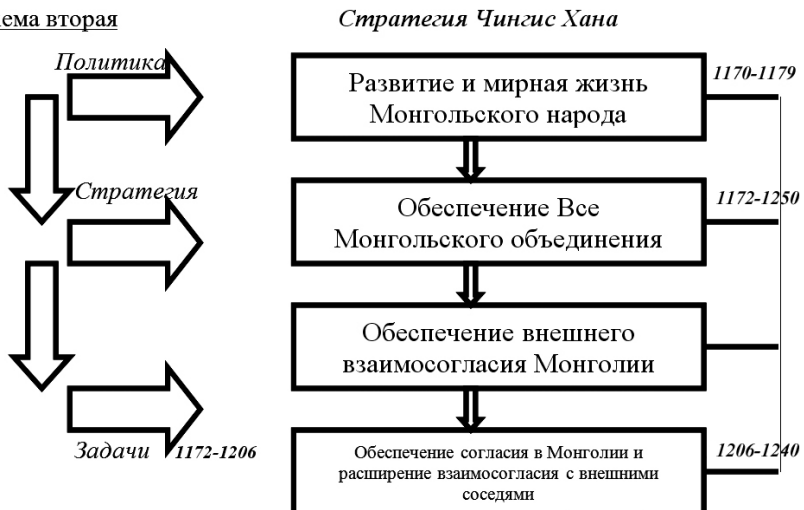 ема вторая
Стратегия Чингис Хана
Политика
Развитие и мирная жизнь
Монгольского народа
1170-1179
Стратегия
Обеспечение Все
Монгольского объединения
1172-1250
Обеспечение внешнего
взаимосогласия Монголии
Задачи 1172-1206
Обеспечение согласия в Монголии и
расширение взаимосогласия с внешними
соседями
1206-1240